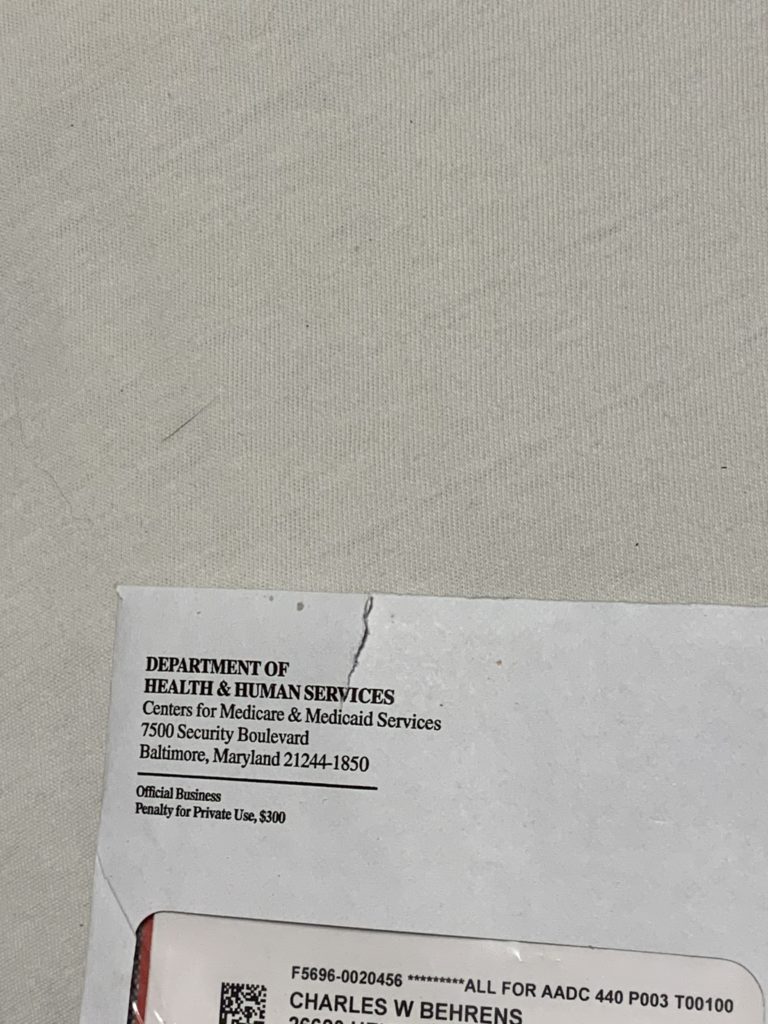 DEPARTMENT OF
HEALTH & HUMAN SERVICES
Centers for Medicare & Medicaid Services
7500 Security Boulevard
Baltimore, Maryland 21244-1850
Official Business
Penalty for Private Use, $300
F5696-0020456 *********ALL FOR AADC 440 P003 T00100
CHARLES W BEHRENS